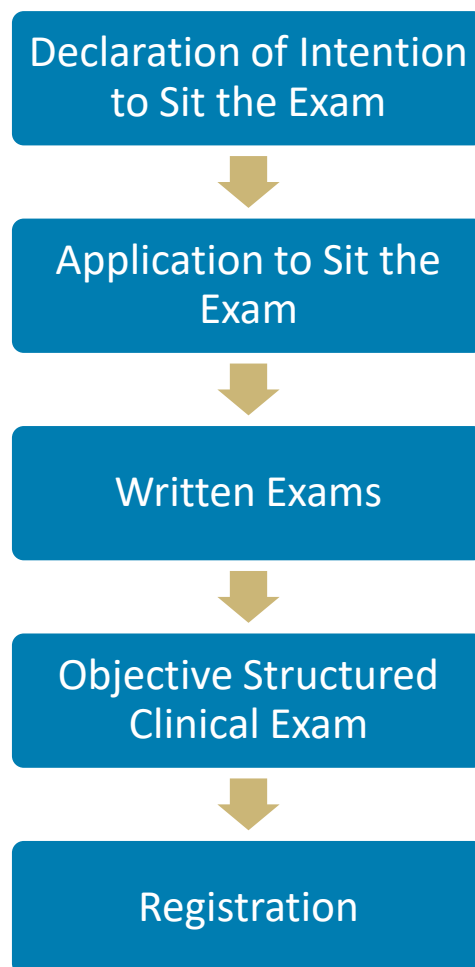 Declaration of Intention
to Sit the Exam
Application to Sit the
Exam
Written Exams
Objective Structured
Clinical Exam
Registration